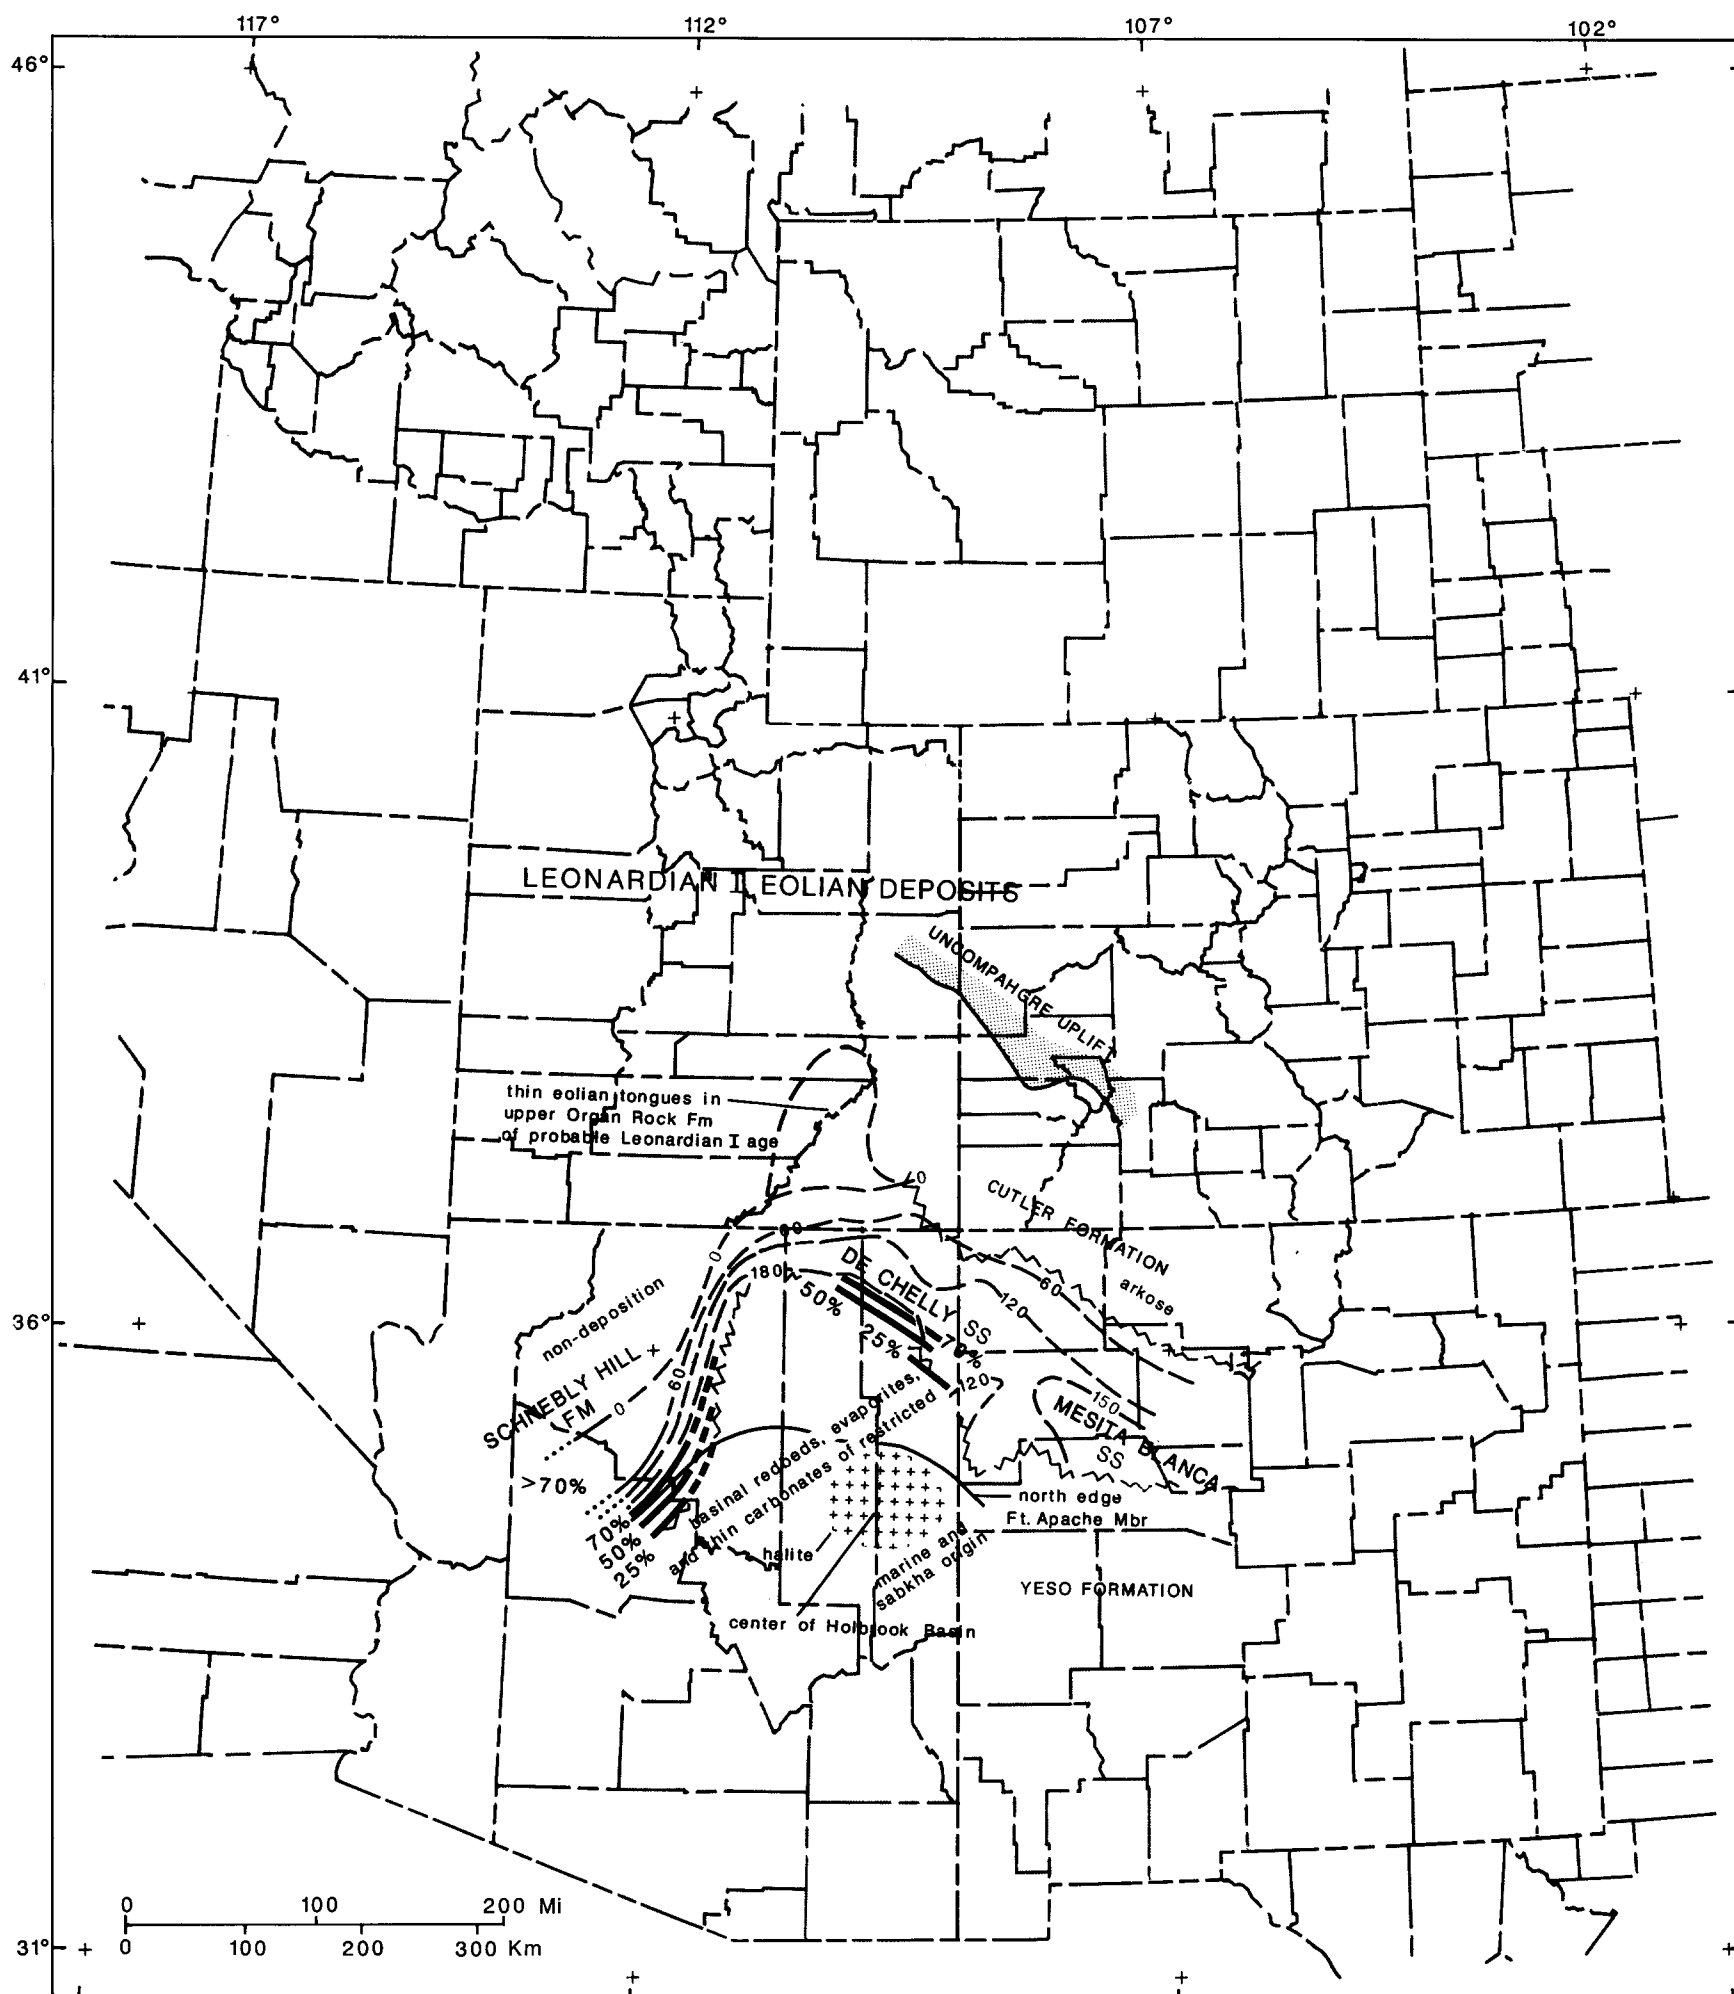 117° 112° 107° 102°
46°
41°
LEONARDIAN I EOLIAN DEPOSITS
UNCOMPAHGRE UPLIFT
thin eolian tongues in
upper Organ Rock Fm
of probable Leonardian I age
0
CUTLER FORMATION
arkose
60
120
0
180
DE CHELLY SS
50%
25%
70%
120
36°
non-deposition
SCHNEBLY HILL
FM
0
60
150
MESITA BLANCA
SS
>70%
70%
50%
25%
basinal redbeds, evaporites,
and thin carbonates of restricted
marine and
sabkha origin
halite
north edge
Ft. Apache Mbr
YESO FORMATION
center of Holbrook Basin
0 100 200 Mi
0 100 200 300 Km
31°